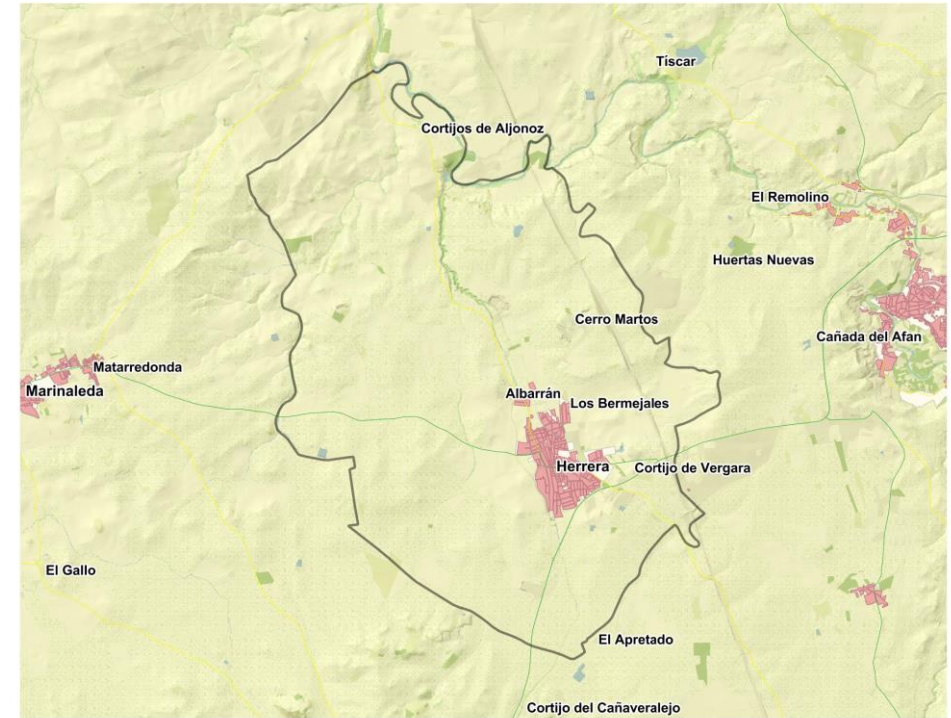 Tíscar
Cortijos de Aljonoz
El Remolino
Huertas Nuevas
Cerro Martos
Cañada del Afan
Matarredonda
Marinaleda
Albarrán
Los Bermejales
Herrera
Cortijo de Vergara
El Gallo
El Apretado
Cortijo del Cañaveralejo